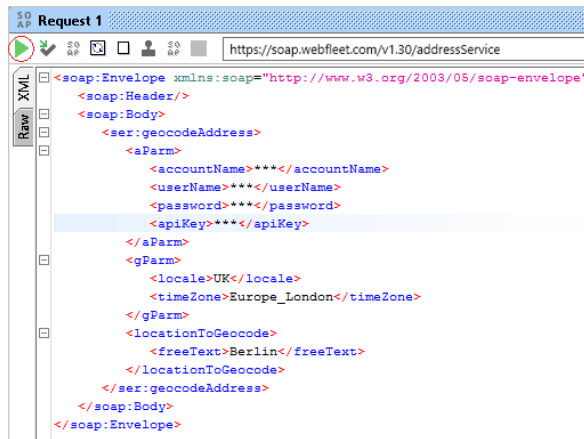 SO AP Request 1
https://soap.webfleet.com/v1.30/addressService
XML
Raw
<soap:Envelope xmlns:soap="http://www.w3.org/2003/05/soap-envelope"
<soap:Header/>
<soap:Body>
<ser:geocodeAddress>
<aParm>
<accountName>***</accountName>
<userName>***</userName>
<password>***</password>
<apiKey>***</apiKey>
</aParm>
<gParm>
<locale>UK</locale>
<timeZone>Europe_London</timeZone>
</gParm>
<locationToGeocode>
<freeText>Berlin</freeText>
</locationToGeocode>
</ser:geocodeAddress>
</soap:Body>
</soap:Envelope>